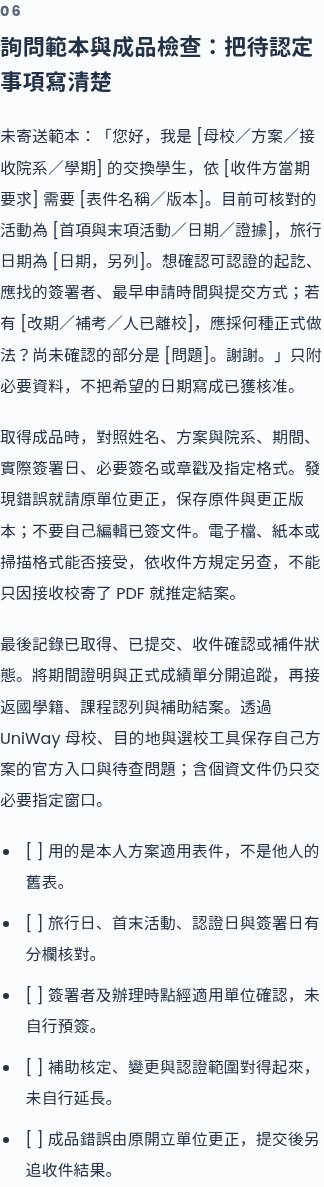 06
詢問範本與成品檢查：把待認定
事項寫清楚
未寄送範本：「您好，我是 [母校／方案／接
收院系／學期] 的交換學生，依 [收件方當期
要求] 需要 [表件名稱／版本]。目前可核對的
活動為 [首項與末項活動／日期／證據]，旅行
日期為 [日期，另列]。想確認可認證的起訖、
應找的簽署者、最早申請時間與提交方式；若
有 [改期／補考／人已離校]，應採何種正式做
法？尚未確認的部分是 [問題]。謝謝。」只附
必要資料，不把希望的日期寫成已獲核准。
取得成品時，對照姓名、方案與院系、期間、
實際簽署日、必要簽名或章戳及指定格式。發
現錯誤就請原單位更正，保存原件與更正版
本；不要自己編輯已簽文件。電子檔、紙本或
掃描格式能否接受，依收件方規定另查，不能
只因接收校寄了 PDF 就推定結案。
最後記錄已取得、已提交、收件確認或補件狀
態。將期間證明與正式成績單分開追蹤，再接
返國學籍、課程認列與補助結案。透過
UniWay 母校、目的地與選校工具保存自己方
案的官方入口與待查問題；含個資文件仍只交
必要指定窗口。
• [ ] 用的是本人方案適用表件，不是他人的
舊表。
• [ ] 旅行日、首末活動、認證日與簽署日有
分欄核對。
• [ ] 簽署者及辦理時點經適用單位確認，未
自行預簽。
• [ ] 補助核定、變更與認證範圍對得起來，
未自行延長。
• [ ] 成品錯誤由原開立單位更正，提交後另
追收件結果。